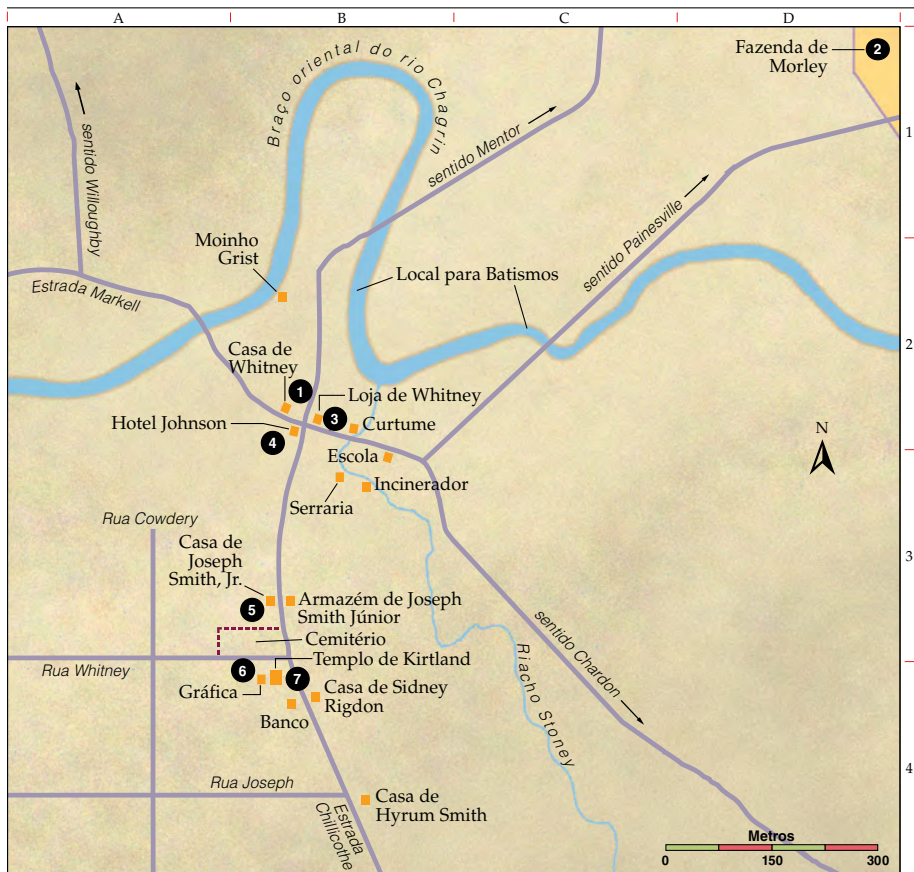 A B C D
Fazenda de
Morley
2
Braço oriental do rio Chagrin
1
sentido Willoughby
sentido Mentor
sentido Painesville
Moinho
Grist
Local para Batismos
Estrada Markell
2
Casa de
Whitney
1
Loja de Whitney
3
Hotel Johnson
4
Curtume
N
Escola
Incinerador
Serraria
Rua Cowdery
3
Casa de
Joseph
Smith, Jr.
5
Armazém de Joseph
Smith Júnior
Cemitério
sentido Chardon
Riacho Stoney
Rua Whitney
6
Templo de Kirtland
7
Gráfica
Casa de Sidney
Rigdon
Banco
4
Rua Joseph
Casa de
Hyrum Smith
Estrada
Chillicothe
Metros
0 150 300